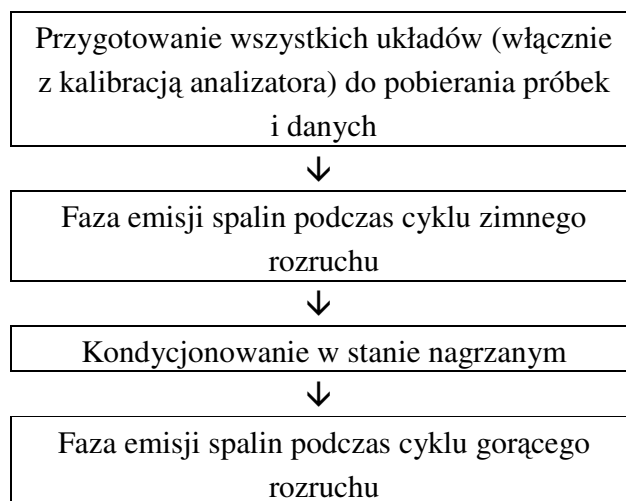 Przygotowanie wszystkich układów (włącznie
z kalibracją analizatora) do pobierania próbek
i danych
↓
Faza emisji spalin podczas cyklu zimnego
rozruchu
↓
Kondycjonowanie w stanie nagrzanym
↓
Faza emisji spalin podczas cyklu gorącego
rozruchu